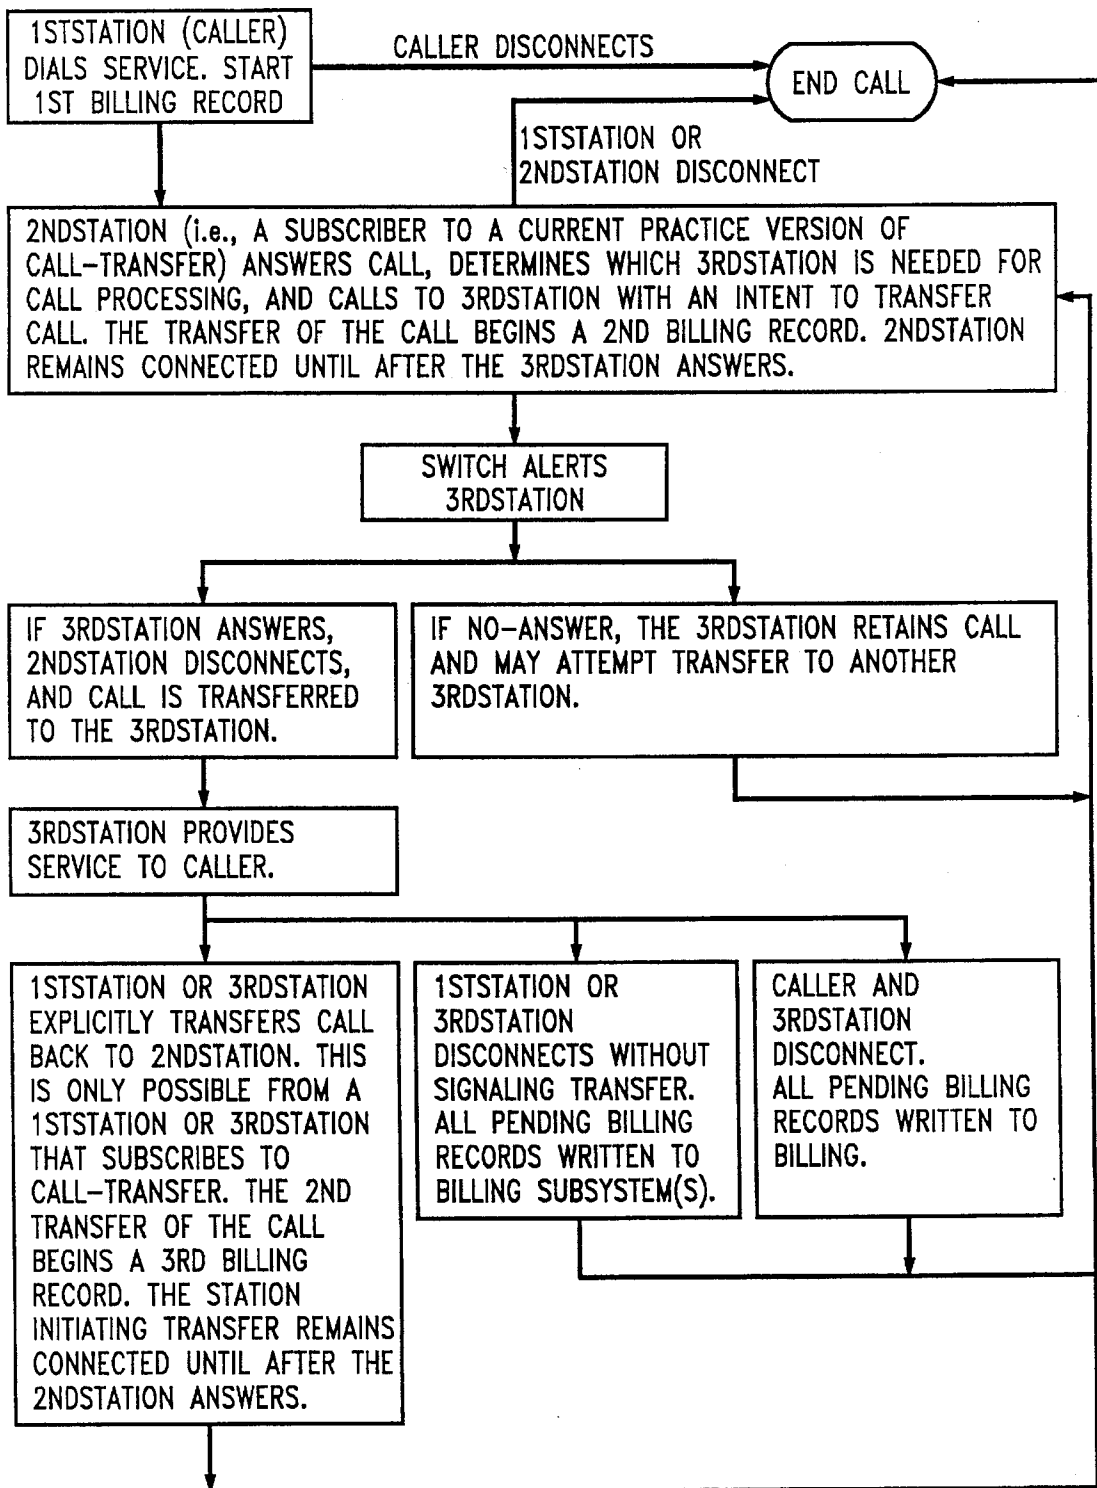 1STSTATION (CALLER)
DIALS SERVICE. START
1ST BILLING RECORD
CALLER DISCONNECTS
END CALL
1STSTATION OR
2NDSTATION DISCONNECT
2NDSTATION (i.e., A SUBSCRIBER TO A CURRENT PRACTICE VERSION OF
CALL-TRANSFER) ANSWERS CALL, DETERMINES WHICH 3RDSTATION IS NEEDED FOR
CALL PROCESSING, AND CALLS TO 3RDSTATION WITH AN INTENT TO TRANSFER
CALL. THE TRANSFER OF THE CALL BEGINS A 2ND BILLING RECORD. 2NDSTATION
REMAINS CONNECTED UNTIL AFTER THE 3RDSTATION ANSWERS.
SWITCH ALERTS
3RDSTATION
IF 3RDSTATION ANSWERS,
2NDSTATION DISCONNECTS,
AND CALL IS TRANSFERRED
TO THE 3RDSTATION.
IF NO-ANSWER, THE 3RDSTATION RETAINS CALL
AND MAY ATTEMPT TRANSFER TO ANOTHER
3RDSTATION.
3RDSTATION PROVIDES
SERVICE TO CALLER.
1STSTATION OR 3RDSTATION
EXPLICITLY TRANSFERS CALL
BACK TO 2NDSTATION. THIS
IS ONLY POSSIBLE FROM A
1STSTATION OR 3RDSTATION
THAT SUBSCRIBES TO
CALL-TRANSFER. THE 2ND
TRANSFER OF THE CALL
BEGINS A 3RD BILLING
RECORD. THE STATION
INITIATING TRANSFER REMAINS
CONNECTED UNTIL AFTER THE
2NDSTATION ANSWERS.
1STSTATION OR
3RDSTATION
DISCONNECTS WITHOUT
SIGNALING TRANSFER.
ALL PENDING BILLING
RECORDS WRITTEN TO
BILLING SUBSYSTEM(S).
CALLER AND
3RDSTATION
DISCONNECT.
ALL PENDING BILLING
RECORDS WRITTEN TO
BILLING.